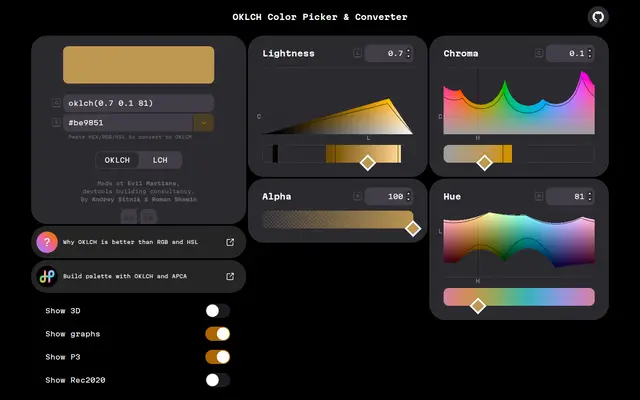 OKLCH Color Picker & Converter
oklch(0.7 0.1 81)
#be9851
Paste HEX/RGB/HSL to convert to OKLCH
OKLCH
LCH
Made at Evil Martians,
devtools building consultancy.
By Andrey Sitnik & Roman Shamin
?
Why OKLCH is better than RGB and HSL
Build palette with OKLCH and APCA
Show 3D
Show graphs
Show P3
Show Rec2020
Lightness
L
0.7
C
L
Alpha
A
100
Chroma
C
0.1
C
H
Hue
H
81
L
H